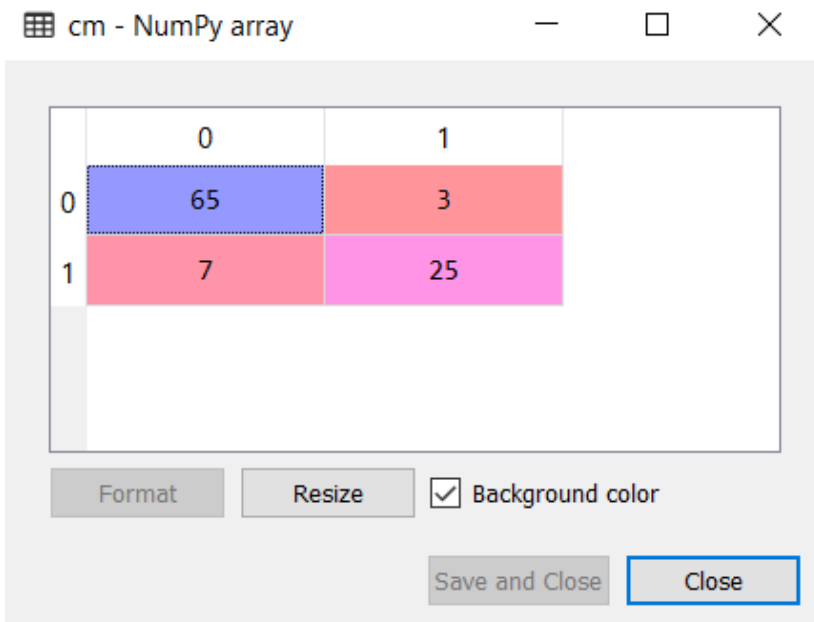 cm - NumPy array
0 1
0 65 3
1 7 25
Format Resize Background color
Save and Close Close